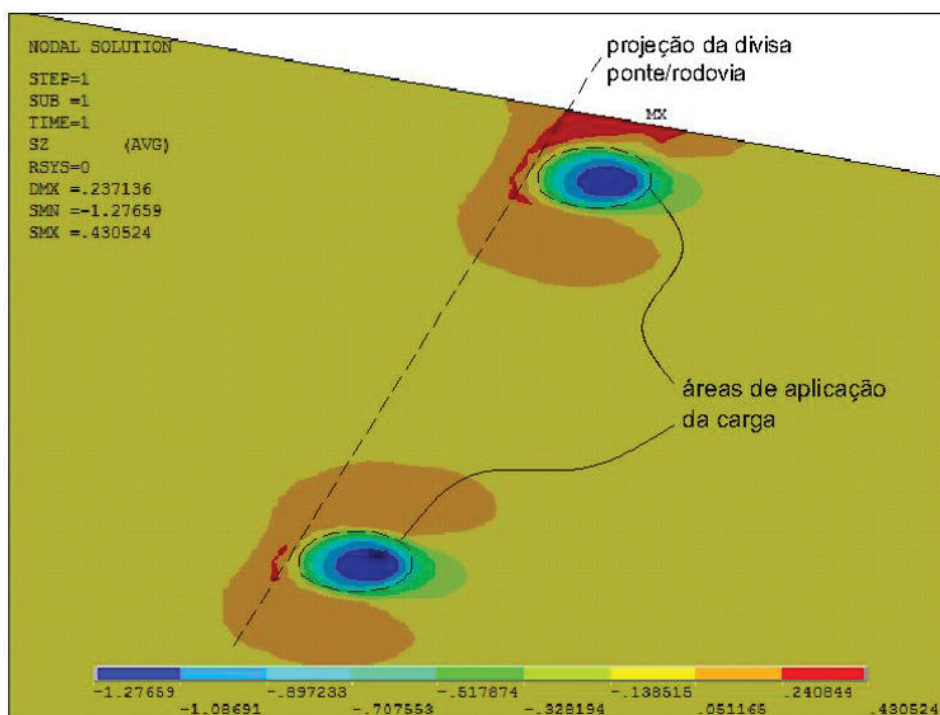 NODAL SOLUTION
STEP=1
SUB =1
TIME=1
SZ (AVG)
RSYS=0
DMX =.237136
SMN =-1.27659
SMX =.430524
projeção da divisa
ponte/rodovia
MX
áreas de aplicação
da carga
-1.27659 -.897233 -.517874 -.138515 .240844
-1.08691 -.707553 -.328194 .051165 .430524